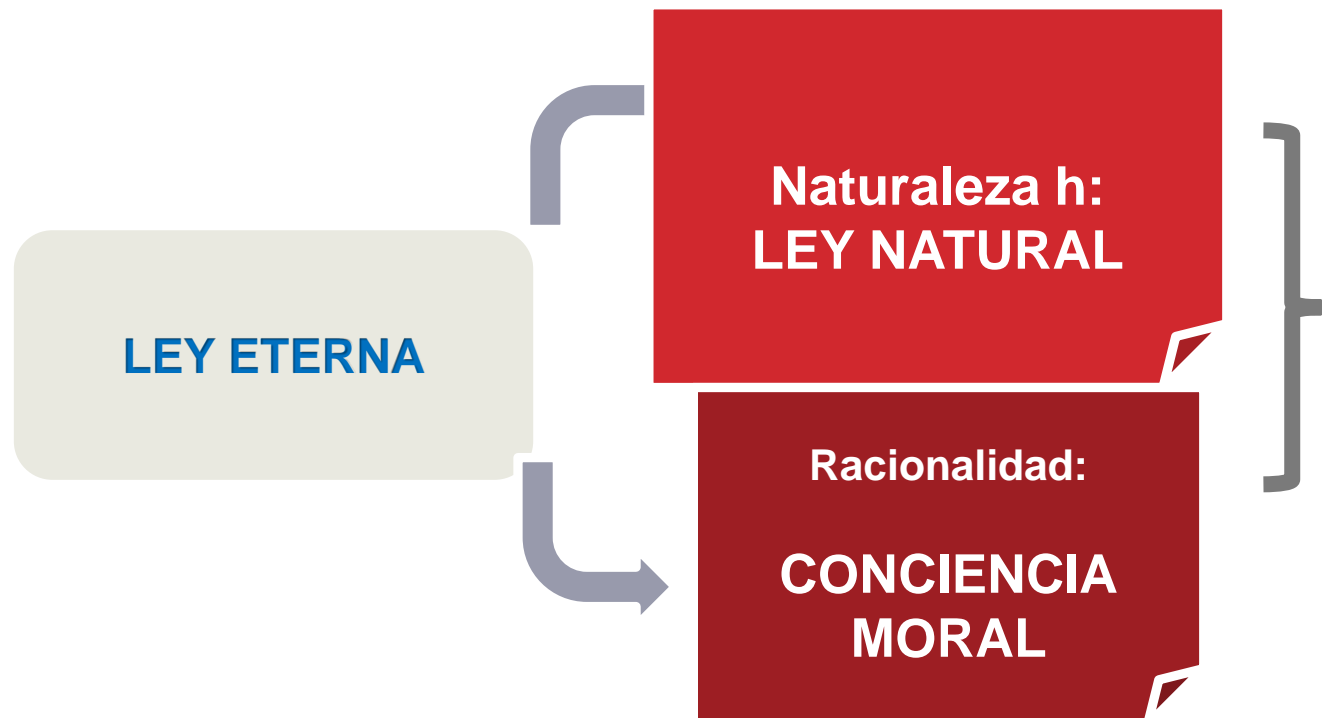 Naturaleza h:
LEY NATURAL
LEY ETERNA
Racionalidad:
CONCIENCIA
MORAL